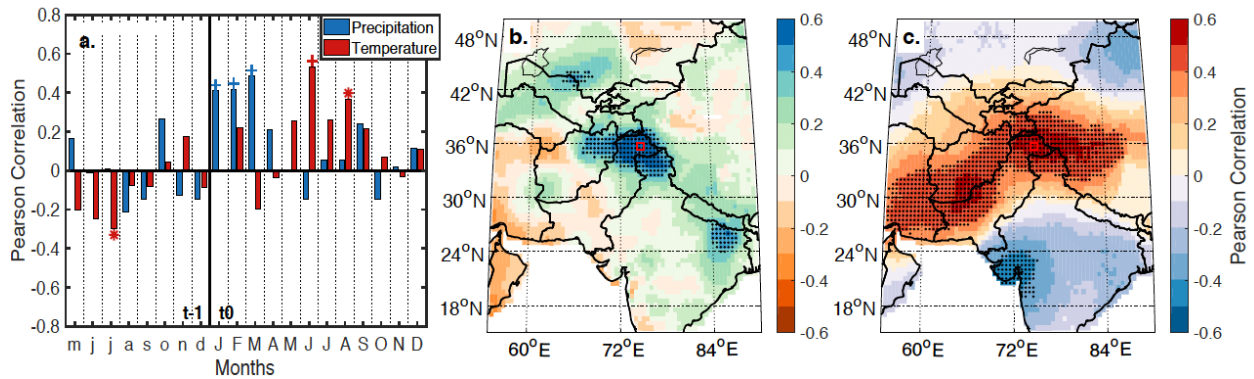 0.8
0.6
0.4
0.2
0
-0.2
-0.4
-0.6
-0.8
Pearson Correlation
a.
Precipitation
Temperature
t-1 t0
m j j a s o n d J F M A M J J A S O N D
Months
b.
48°N
42°N
36°N
30°N
24°N
18°N
60°E 72°E 84°E
0.6
0.4
0.2
0
-0.2
-0.4
-0.6
c.
48°N
42°N
36°N
30°N
24°N
18°N
60°E 72°E 84°E
0.6
0.4
0.2
0
-0.2
-0.4
-0.6
Pearson Correlation